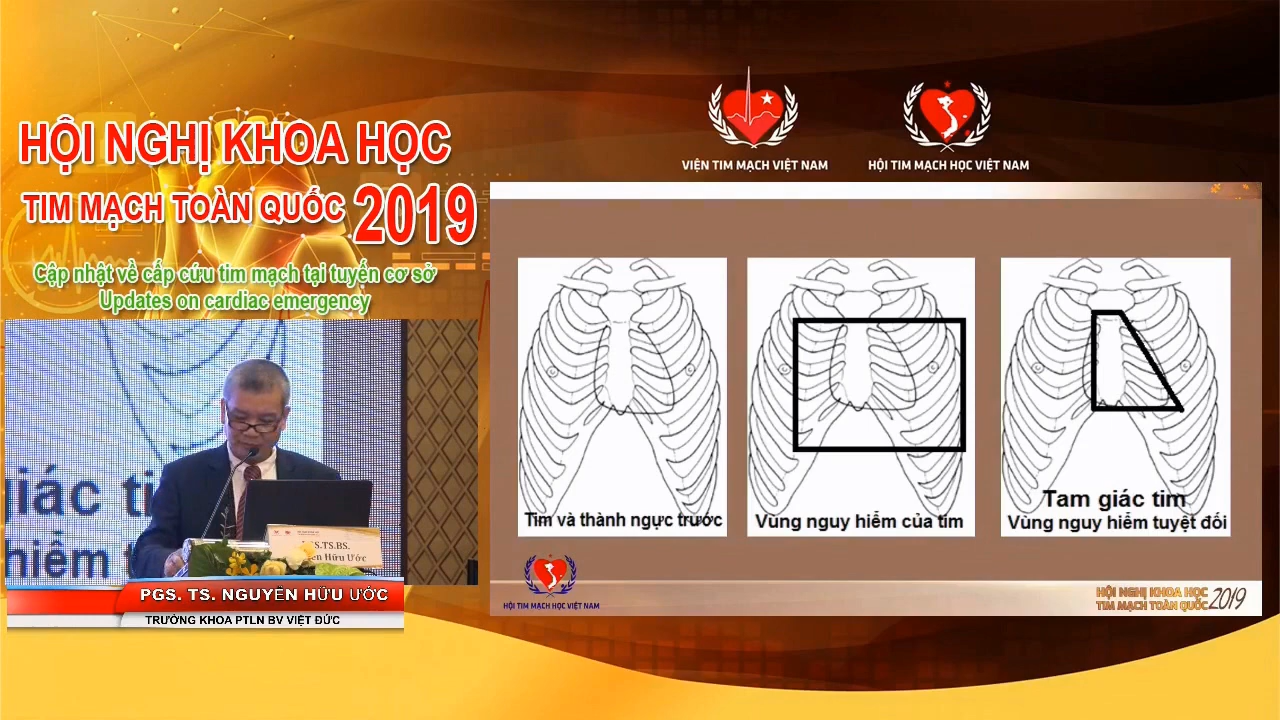 HỘI NGHỊ KHOA HỌC
TIM MẠCH TOÀN QUỐC 2019
Cập nhật về cấp cứu tim mạch tại tuyến cơ sở
Updates on cardiac emergency
VIỆN TIM MẠCH VIỆT NAM
HỘI TIM MẠCH HỌC VIỆT NAM
Tim và thành ngực trước
Vùng nguy hiểm của tim
Tam giác tim
Vùng nguy hiểm tuyệt đối
giác
hiểm
Hữu Ước
PGS. TS. NGUYỄN HỮU ƯỚC
TRƯỞNG KHOA PTLN BV VIỆT ĐỨC
HỘI TIM MẠCH HỌC VIỆT NAM
HỘI NGHỊ KHOA HỌC
TIM MẠCH TOÀN QUỐC 2019